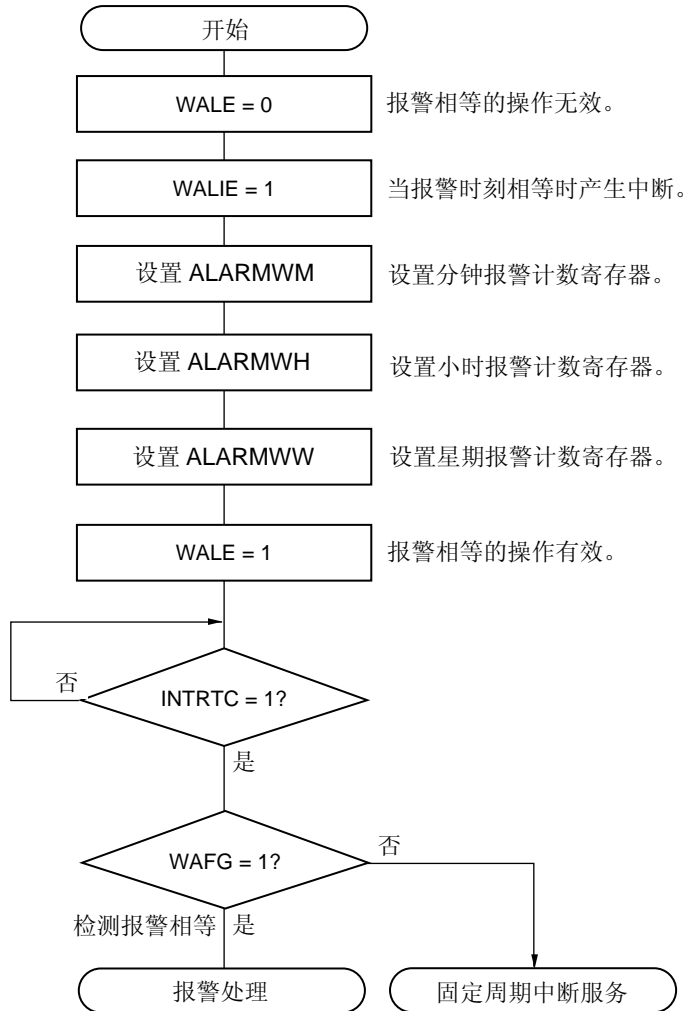 开始
WALE = 0
报警相等的操作无效。
WALIE = 1
当报警时刻相等时产生中断。
设置 ALARMWM
设置分钟报警计数寄存器。
设置 ALARMWH
设置小时报警计数寄存器。
设置 ALARMWW
设置星期报警计数寄存器。
WALE = 1
报警相等的操作有效。
否
INTRTC = 1?
是
WAFG = 1?
否
检测报警相等
是
报警处理
固定周期中断服务